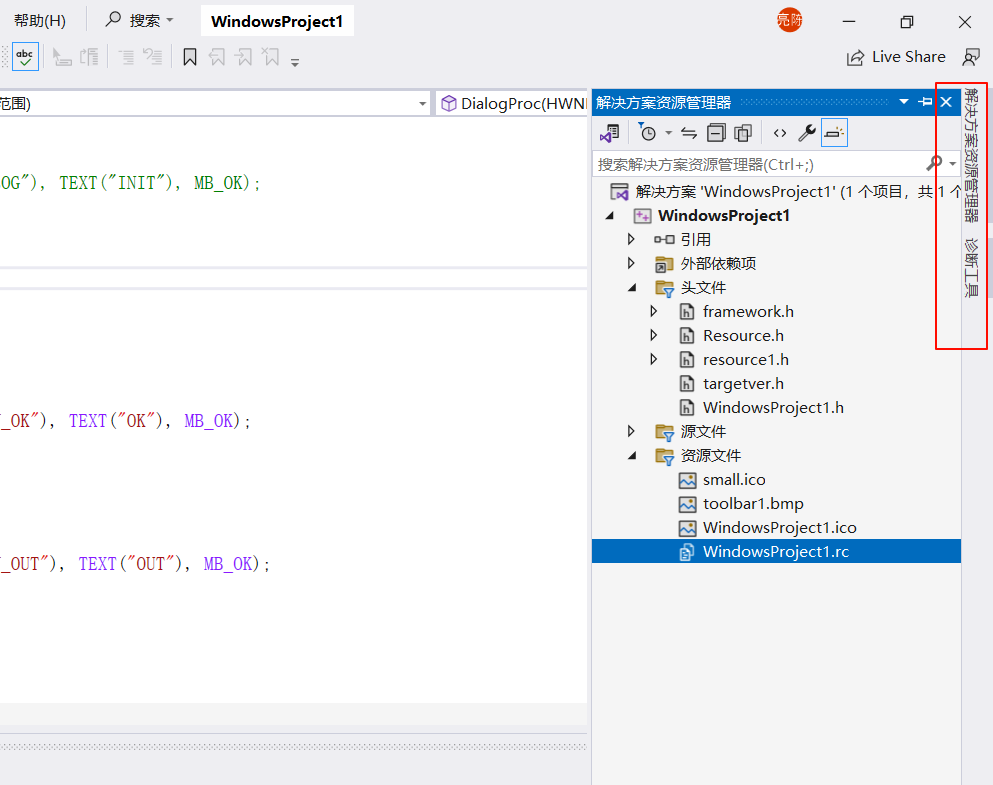 帮助(H) 搜索 WindowsProject1 亮陈
abc Live Share
范围) DialogProc(HWN
解决方案资源管理器
搜索解决方案资源管理器(Ctrl+;)
解决方案 'WindowsProject1' (1 个项目，共 1 个
WindowsProject1
引用
外部依赖项
头文件
framework.h
Resource.h
resource1.h
targetver.h
WindowsProject1.h
源文件
资源文件
small.ico
toolbar1.bmp
WindowsProject1.ico
WindowsProject1.rc
OG"), TEXT("INIT"), MB_OK);
_OK"), TEXT("OK"), MB_OK);
_OUT"), TEXT("OUT"), MB_OK);
解决方案资源管理器
诊断工具